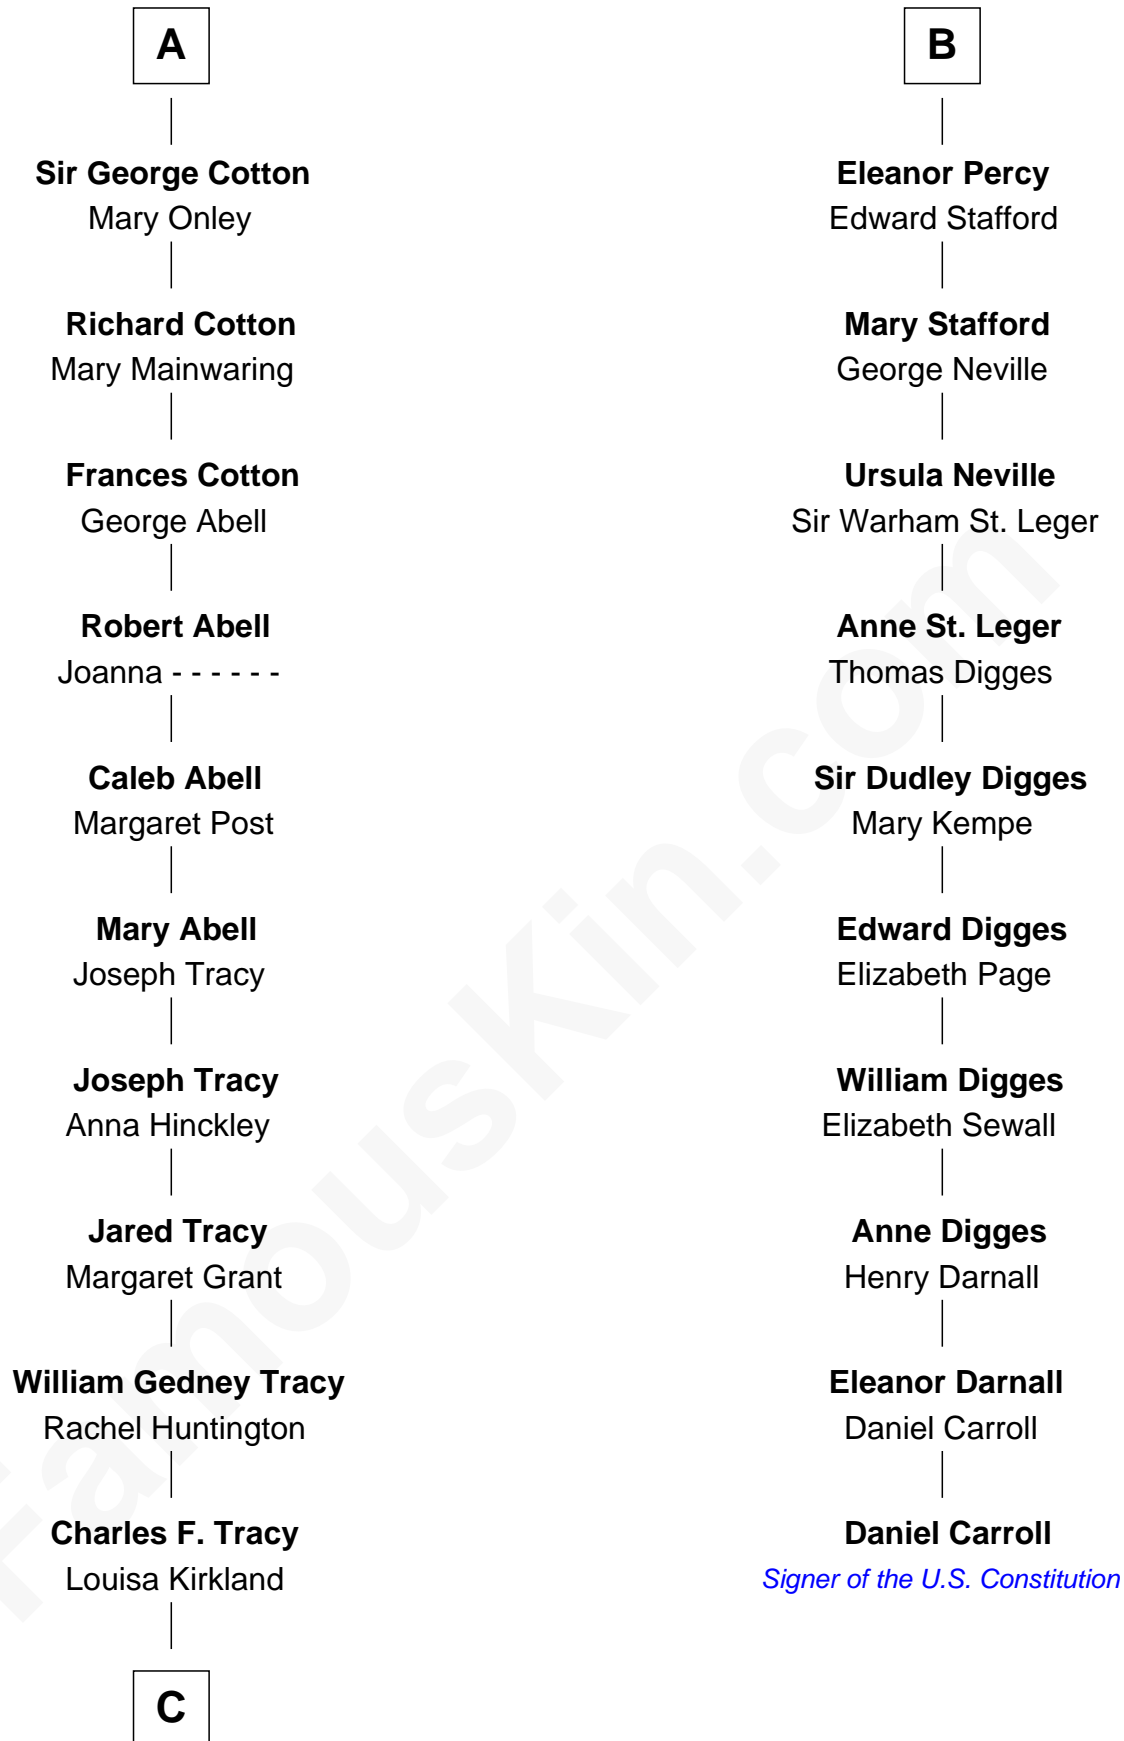 A
Sir George Cotton
Mary Onley
Richard Cotton
Mary Mainwaring
Frances Cotton
George Abell
Robert Abell
Joanna - - - - - -
Caleb Abell
Margaret Post
Mary Abell
Joseph Tracy
Joseph Tracy
Anna Hinckley
Jared Tracy
Margaret Grant
William Gedney Tracy
Rachel Huntington
Charles F. Tracy
Louisa Kirkland
C
B
Eleanor Percy
Edward Stafford
Mary Stafford
George Neville
Ursula Neville
Sir Warham St. Leger
Anne St. Leger
Thomas Digges
Sir Dudley Digges
Mary Kempe
Edward Digges
Elizabeth Page
William Digges
Elizabeth Sewall
Anne Digges
Henry Darnall
Eleanor Darnall
Daniel Carroll
Daniel Carroll
Signer of the U.S. Constitution
FamousKin.com